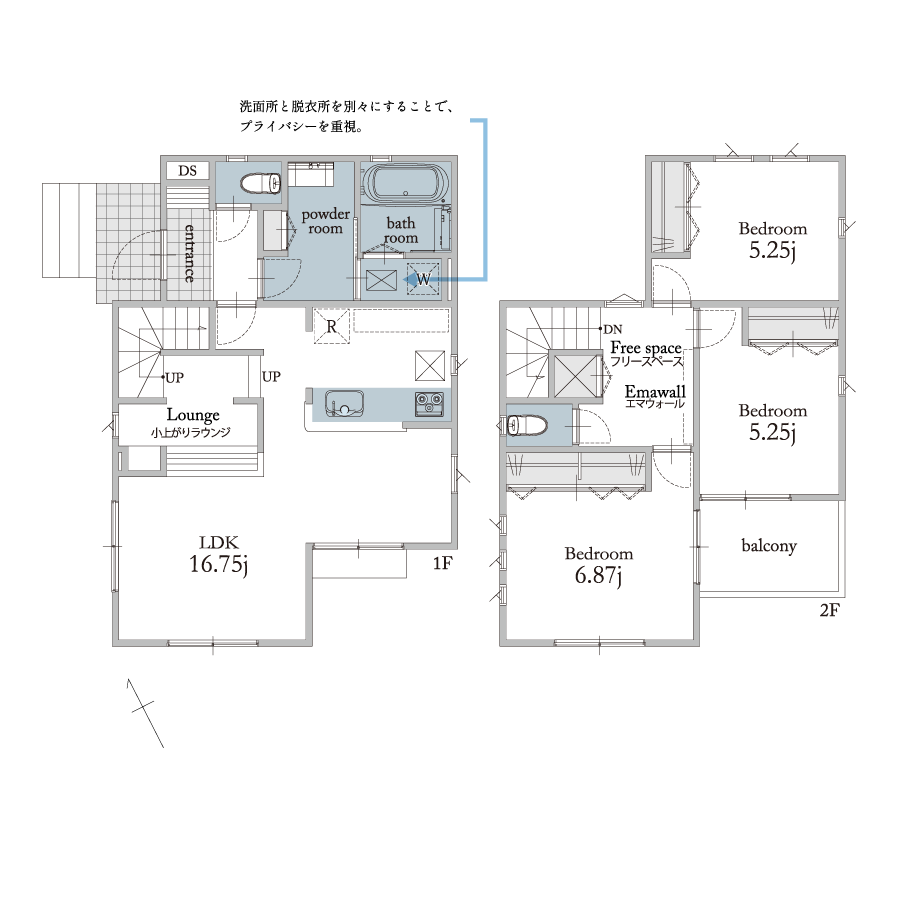 洗面所と脱衣所を別々にすることで、
プライバシーを重視。
DS
entrance
powder
room
bath
room
W
R
UP
UP
Lounge
小上がりラウンジ
LDK
16.75j
1F
Bedroom
5.25j
DN
Free space
フリースペース
Emawall
エマウォール
Bedroom
5.25j
Bedroom
6.87j
balcony
2F